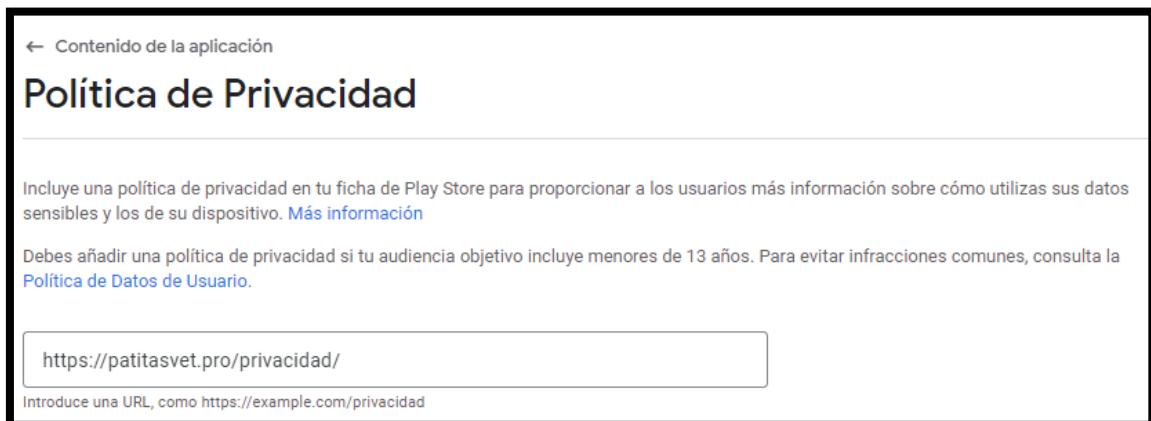 ← Contenido de la aplicación
Política de Privacidad
Incluye una política de privacidad en tu ficha de Play Store para proporcionar a los usuarios más información sobre cómo utilizas sus datos
sensibles y los de su dispositivo. Más información
Debes añadir una política de privacidad si tu audiencia objetivo incluye menores de 13 años. Para evitar infracciones comunes, consulta la
Política de Datos de Usuario.
https://patitasvet.pro/privacidad/
Introduce una URL, como https://example.com/privacidad